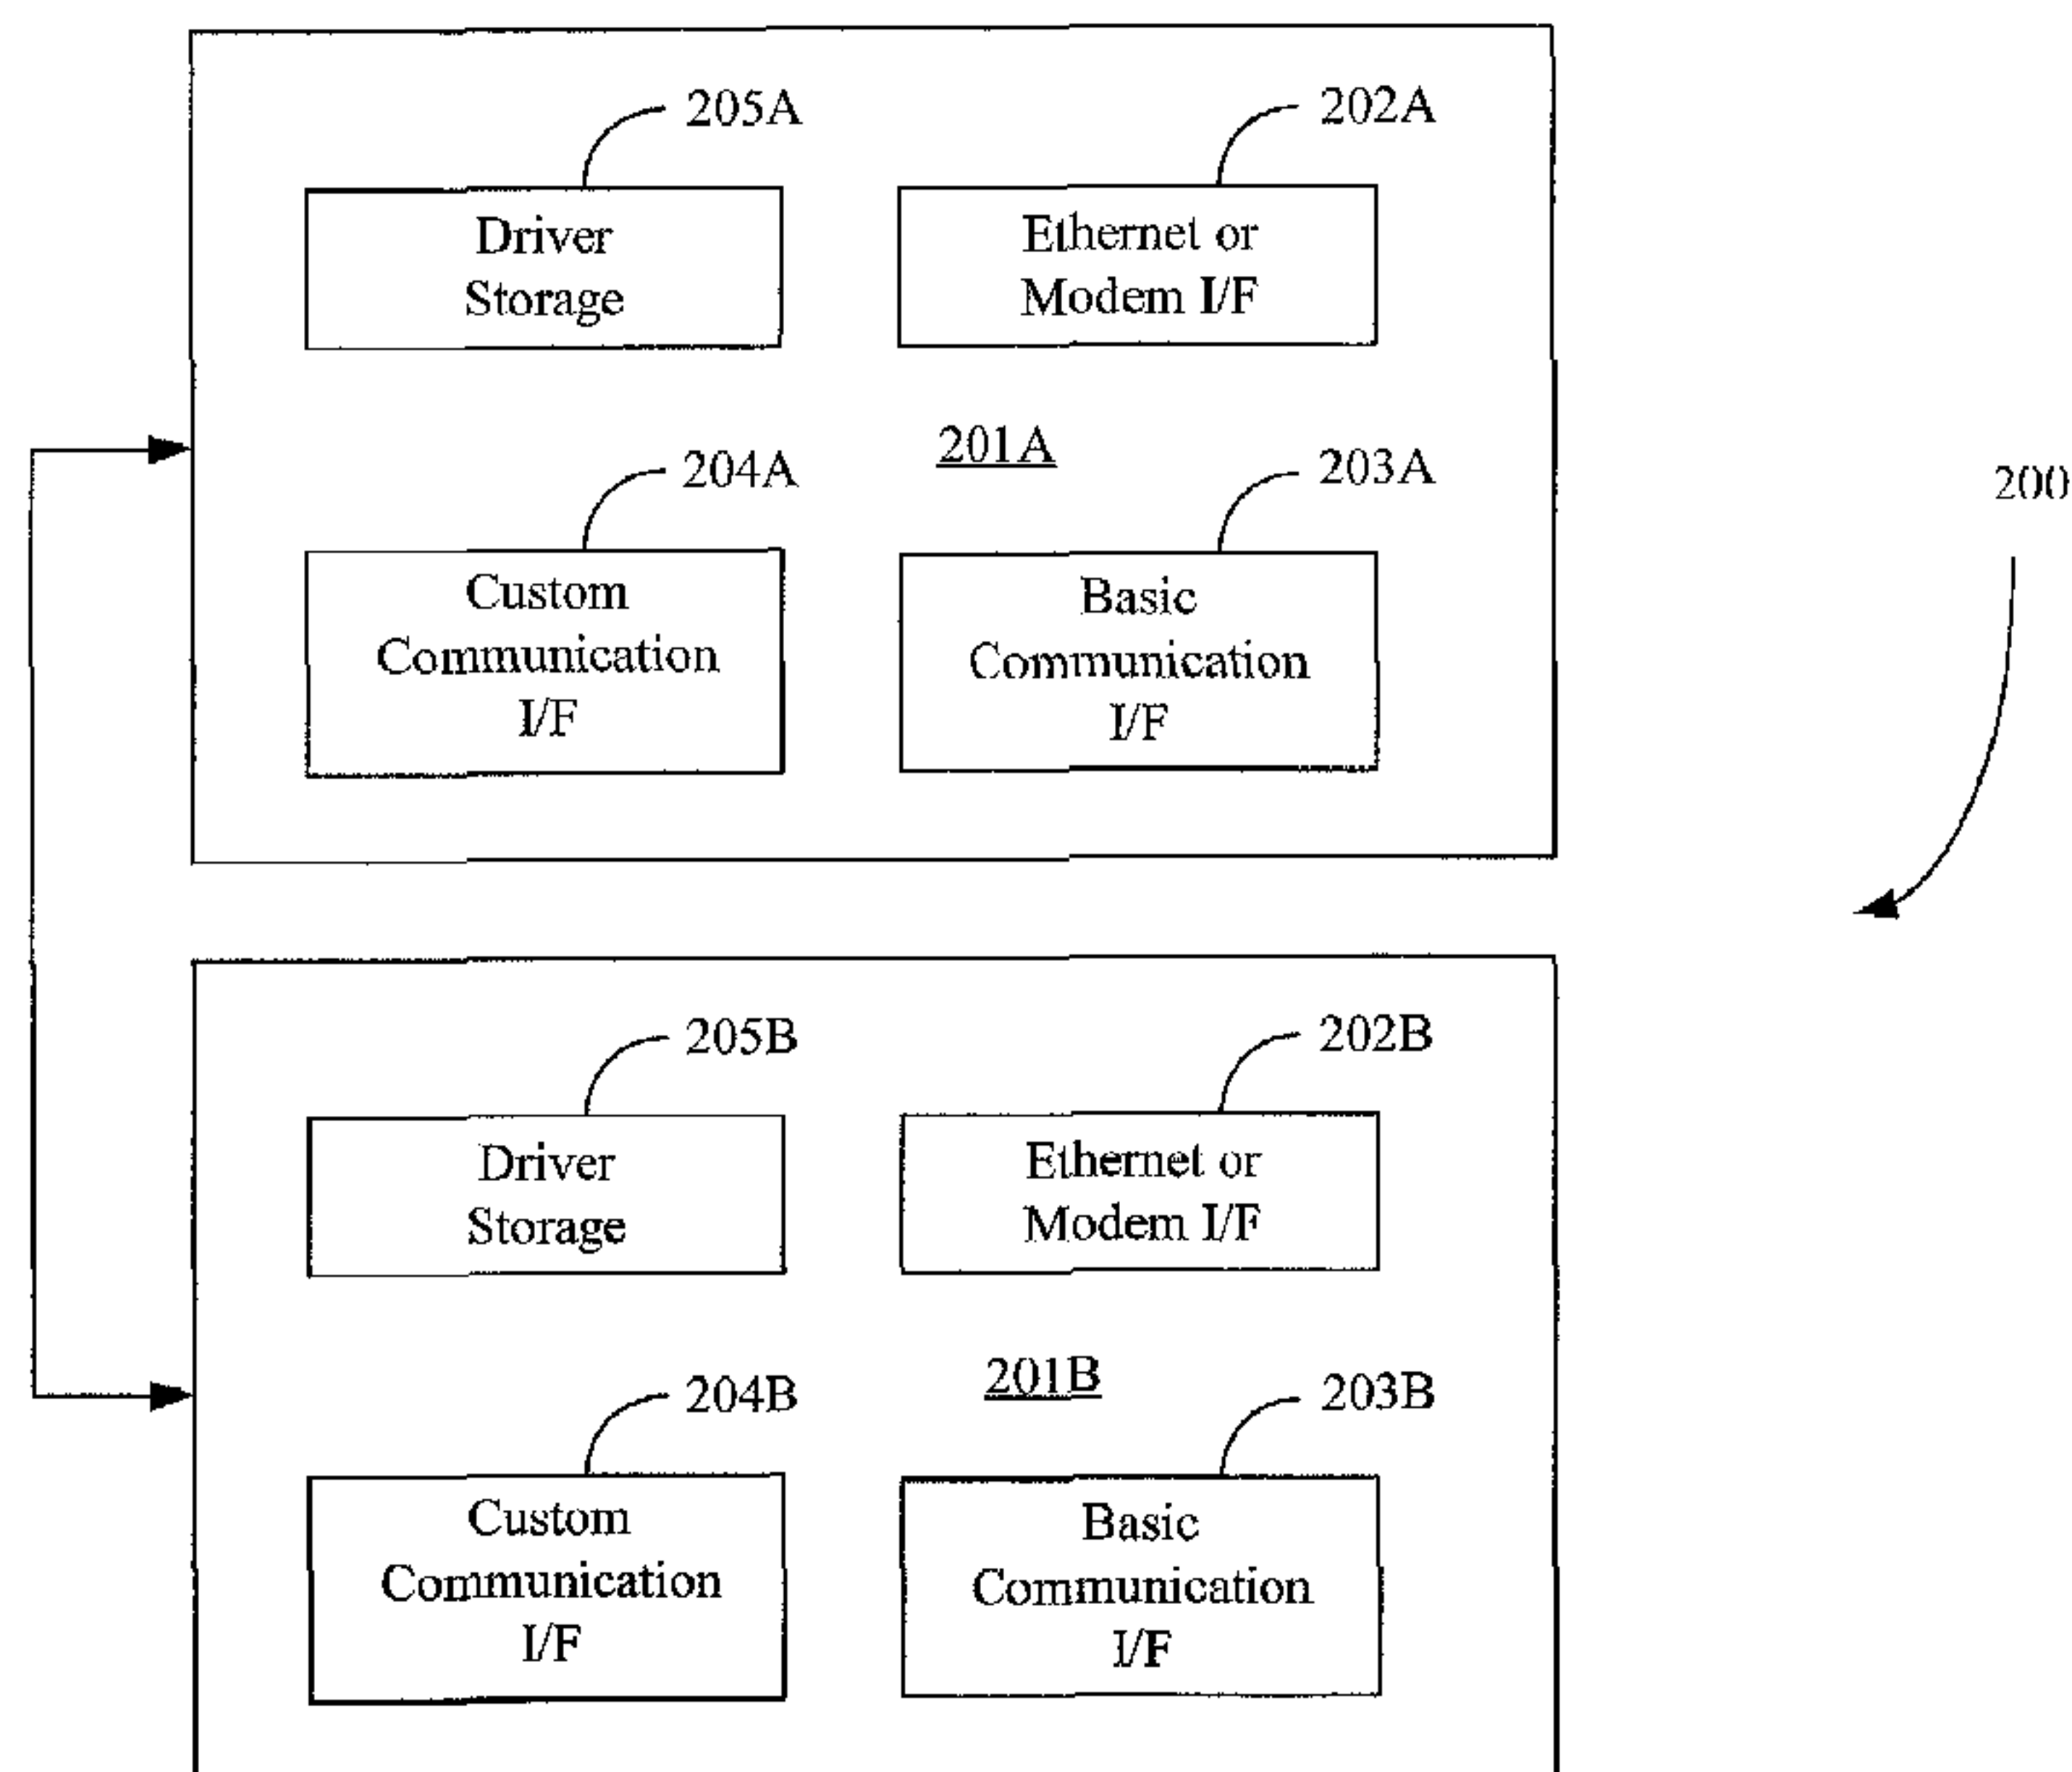 205A
202A
Driver
Storage
Ethernet or
Modem I/F
201A
204A
203A
200
Custom
Communication
I/F
Basic
Communication
I/F
205B
202B
Driver
Storage
Ethernet or
Modem I/F
201B
204B
203B
Custom
Communication
I/F
Basic
Communication
I/F